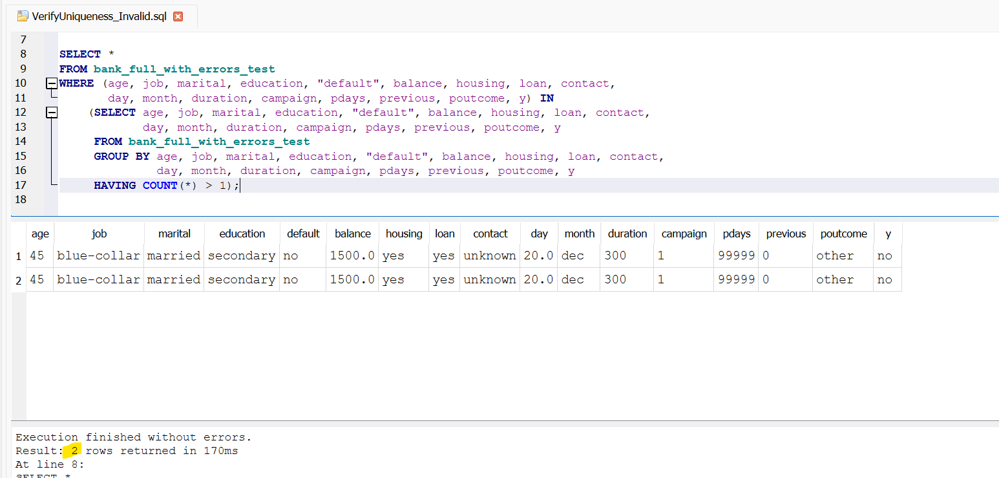 VerifyUniqueness_Invalid.sql
7
8 SELECT *
9 FROM bank_full_with_errors_test
10 WHERE (age, job, marital, education, "default", balance, housing, loan, contact,
11 day, month, duration, campaign, pdays, previous, poutcome, y) IN
12 (SELECT age, job, marital, education, "default", balance, housing, loan, contact,
13 day, month, duration, campaign, pdays, previous, poutcome, y
14 FROM bank_full_with_errors_test
15 GROUP BY age, job, marital, education, "default", balance, housing, loan, contact,
16 day, month, duration, campaign, pdays, previous, poutcome, y
17 HAVING COUNT(*) > 1);
18
age job marital education default balance housing loan contact day month duration campaign pdays previous poutcome y
1 45 blue-collar married secondary no 1500.0 yes yes unknown 20.0 dec 300 1 99999 0 other no
2 45 blue-collar married secondary no 1500.0 yes yes unknown 20.0 dec 300 1 99999 0 other no
Execution finished without errors.
Result: 2 rows returned in 170ms
At line 8:
SELECT *